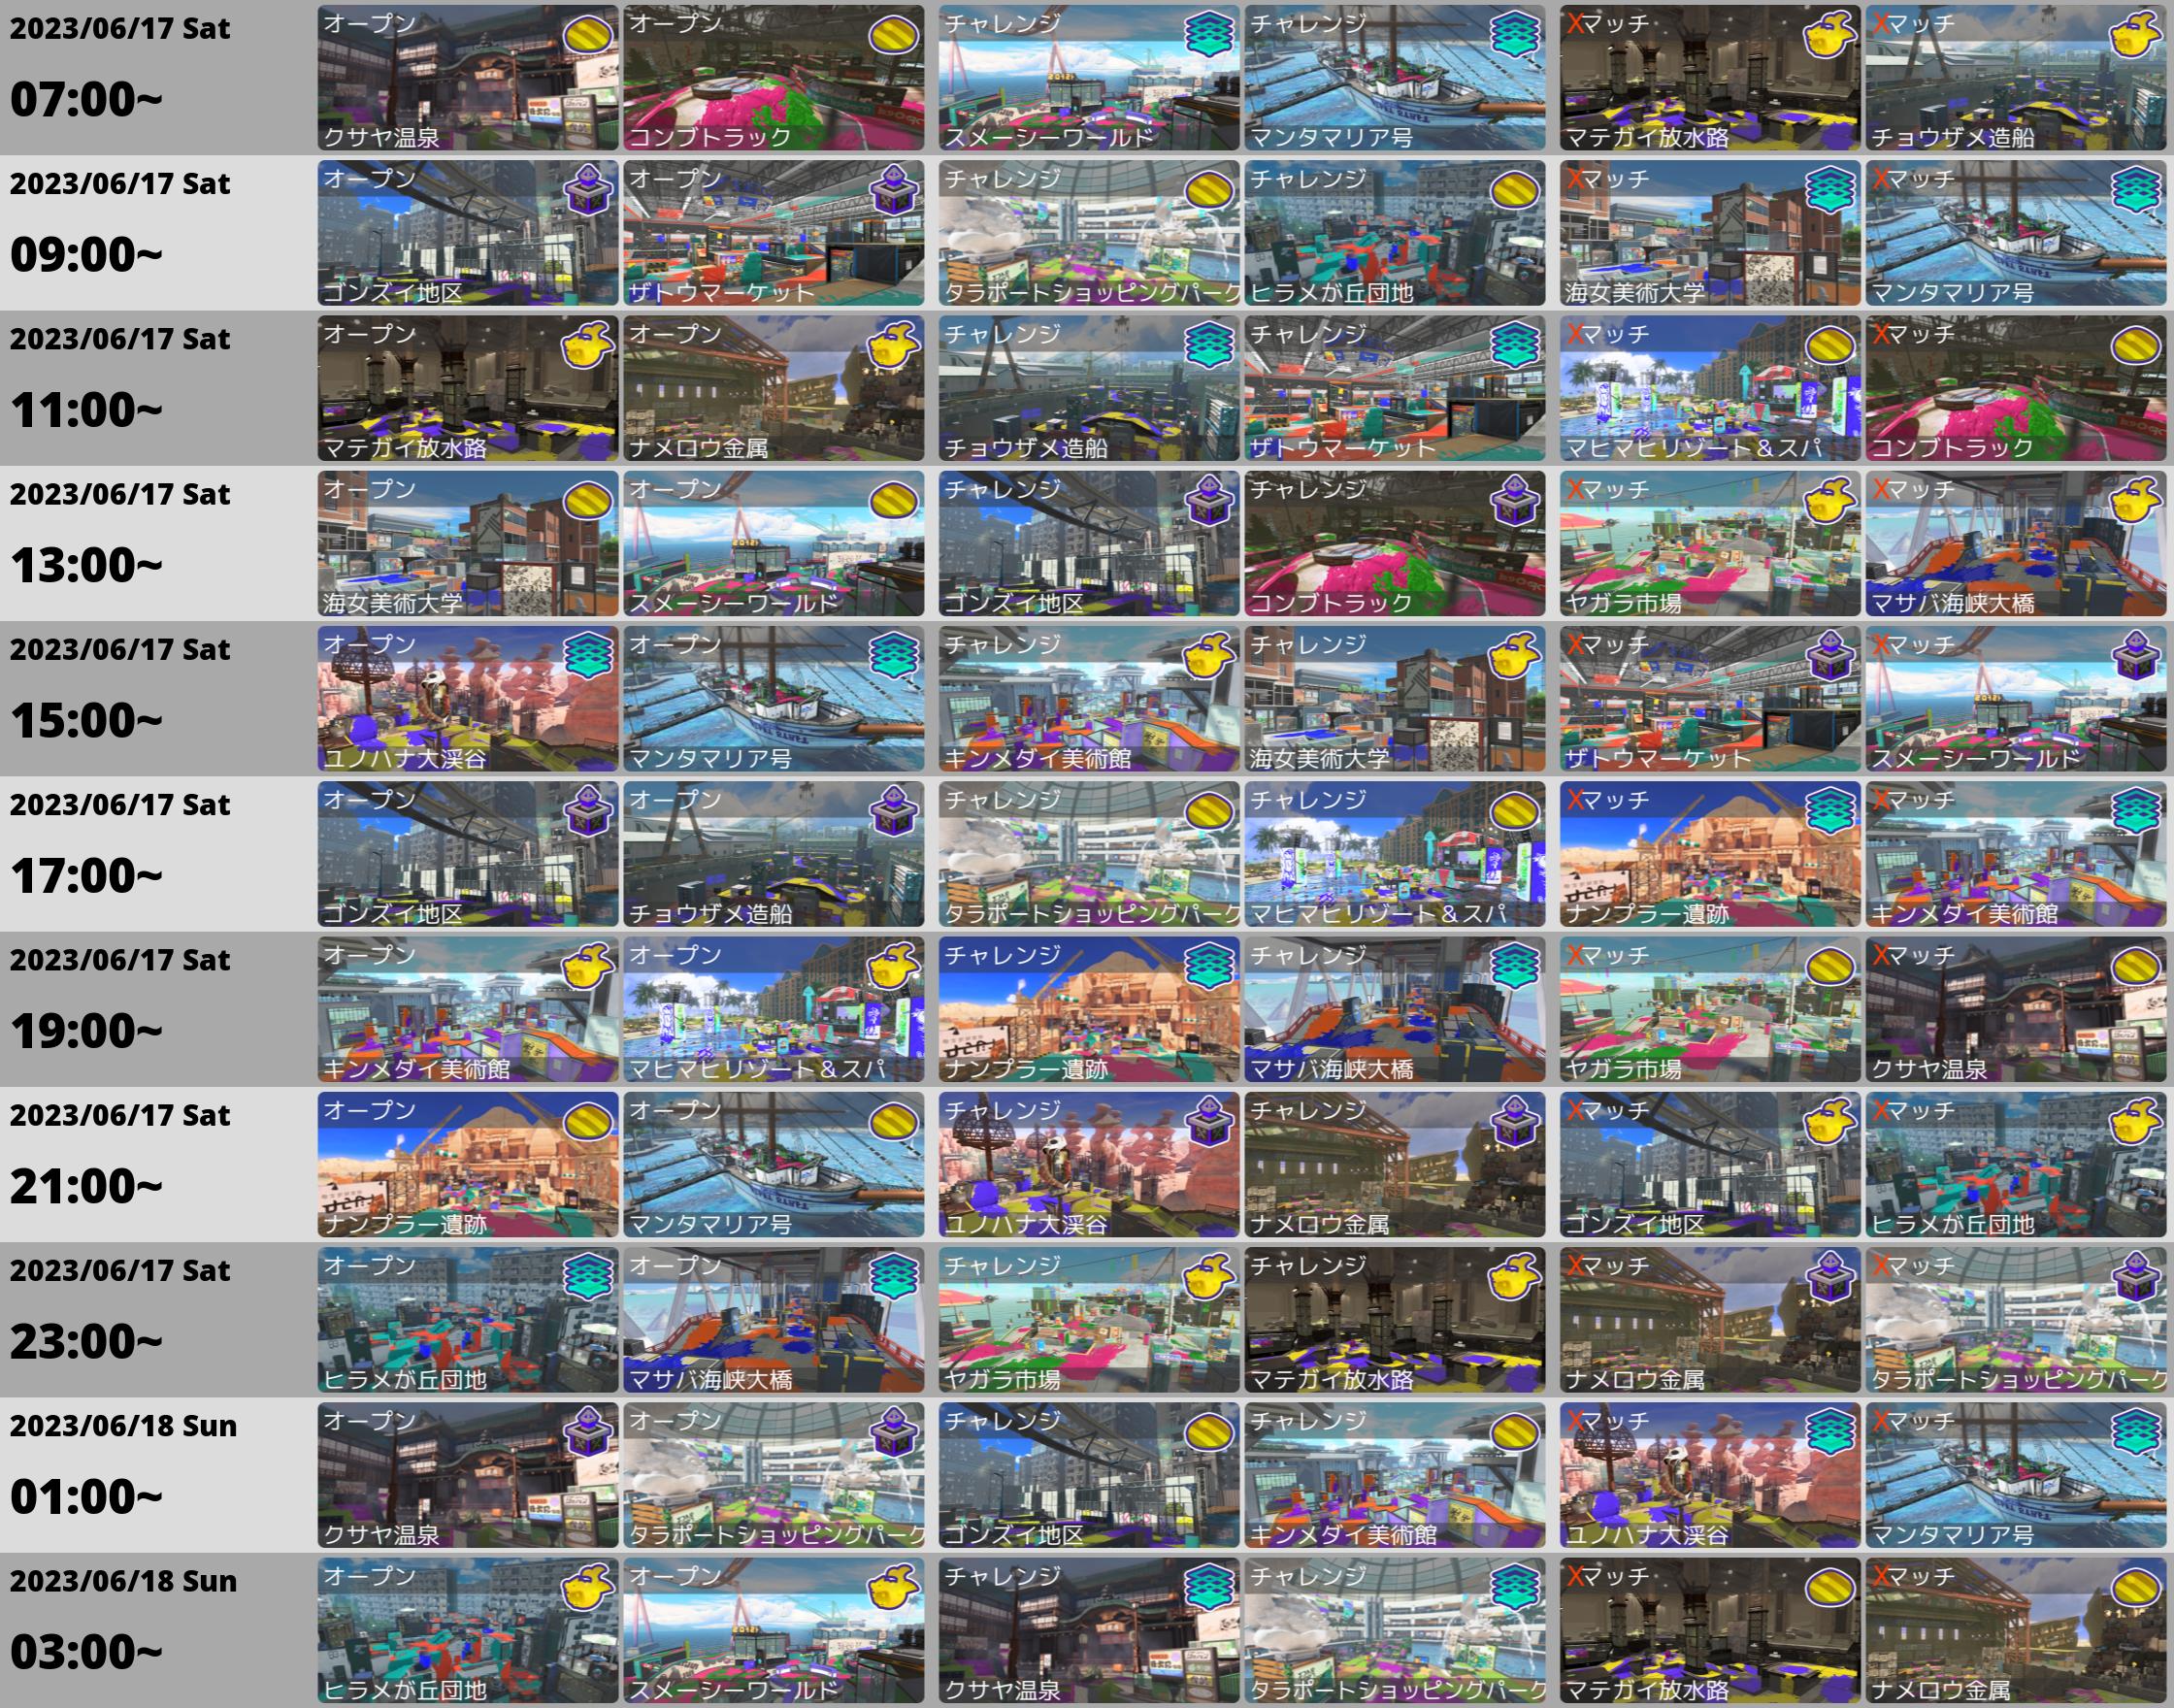 2023/06/17 Sat
07:00~
オープン
クサヤ温泉
オープン
コンブトラック
チャレンジ
スメーシーワールド
チャレンジ
マンタマリア号
Xマッチ
マテガイ放水路
Xマッチ
チョウザメ造船
2023/06/17 Sat
09:00~
オープン
ゴンズイ地区
オープン
ザトウマーケット
チャレンジ
タラポートショッピングパーク
チャレンジ
ヒラメが丘団地
Xマッチ
海女美術大学
Xマッチ
マンタマリア号
2023/06/17 Sat
11:00~
オープン
マテガイ放水路
オープン
ナメロウ金属
チャレンジ
チョウザメ造船
チャレンジ
ザトウマーケット
Xマッチ
マヒマヒリゾート&スパ
Xマッチ
コンブトラック
2023/06/17 Sat
13:00~
オープン
海女美術大学
オープン
スメーシーワールド
チャレンジ
ゴンズイ地区
チャレンジ
コンブトラック
Xマッチ
ヤガラ市場
Xマッチ
マサバ海峡大橋
2023/06/17 Sat
15:00~
オープン
ユノハナ大渓谷
オープン
マンタマリア号
チャレンジ
キンメダイ美術館
チャレンジ
海女美術大学
Xマッチ
ザトウマーケット
Xマッチ
スメーシーワールド
2023/06/17 Sat
17:00~
オープン
ゴンズイ地区
オープン
チョウザメ造船
チャレンジ
タラポートショッピングパーク
チャレンジ
マヒマヒリゾート&スパ
Xマッチ
ナンプラー遺跡
Xマッチ
キンメダイ美術館
2023/06/17 Sat
19:00~
オープン
キンメダイ美術館
オープン
マヒマヒリゾート&スパ
チャレンジ
ナンプラー遺跡
チャレンジ
マサバ海峡大橋
Xマッチ
ヤガラ市場
Xマッチ
クサヤ温泉
2023/06/17 Sat
21:00~
オープン
ナンプラー遺跡
オープン
マンタマリア号
チャレンジ
ユノハナ大渓谷
チャレンジ
ナメロウ金属
Xマッチ
ゴンズイ地区
Xマッチ
ヒラメが丘団地
2023/06/17 Sat
23:00~
オープン
ヒラメが丘団地
オープン
マサバ海峡大橋
チャレンジ
ヤガラ市場
チャレンジ
マテガイ放水路
Xマッチ
ナメロウ金属
Xマッチ
タラポートショッピングパーク
2023/06/18 Sun
01:00~
オープン
クサヤ温泉
オープン
タラポートショッピングパーク
チャレンジ
ゴンズイ地区
チャレンジ
キンメダイ美術館
Xマッチ
ユノハナ大渓谷
Xマッチ
マンタマリア号
2023/06/18 Sun
03:00~
オープン
ヒラメが丘団地
オープン
スメーシーワールド
チャレンジ
クサヤ温泉
チャレンジ
タラポートショッピングパーク
Xマッチ
マテガイ放水路
Xマッチ
ナメロウ金属